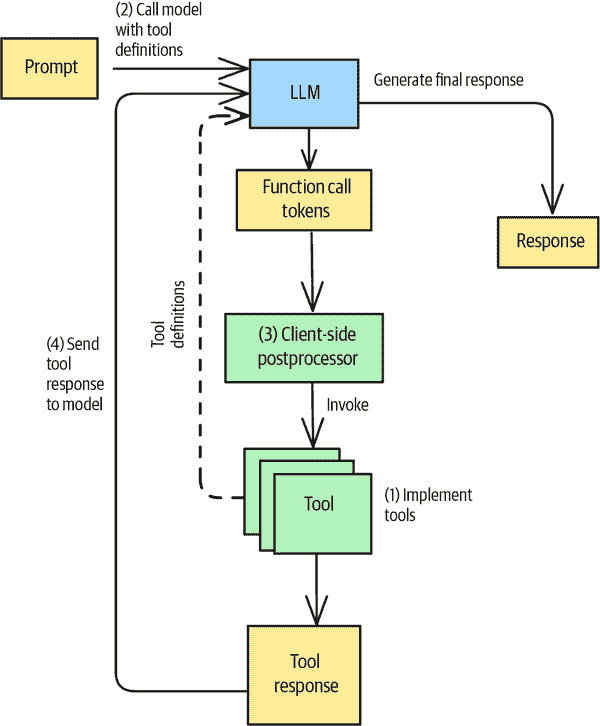 (2) Call model
with tool
definitions
Prompt
LLM
Generate final response
Function call
tokens
Response
(3) Client-side
postprocessor
(4) Send
tool
response
to model
Tool
definitions
Invoke
Tool
(1) Implement
tools
Tool
response